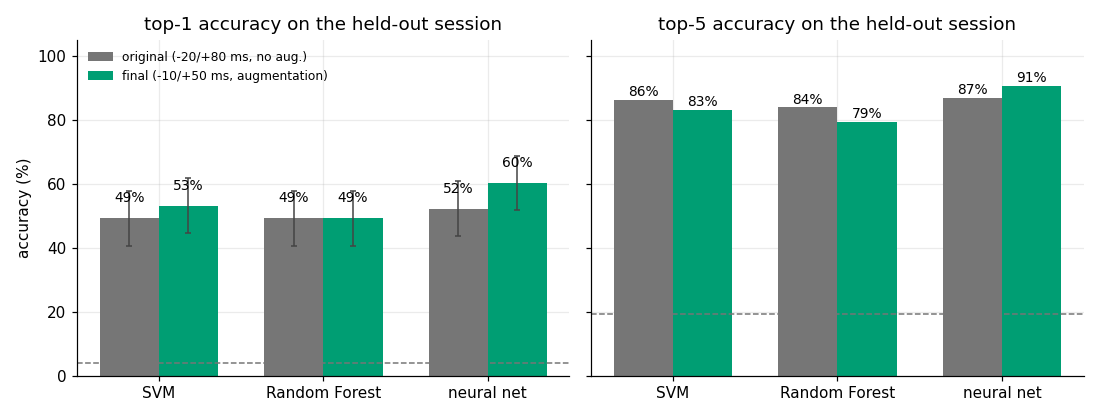 top-1 accuracy on the held-out session
original (-20/+80 ms, no aug.)
final (-10/+50 ms, augmentation)
accuracy (%)
100
80
60
40
20
0
49%
53%
49%
49%
52%
60%
SVM
Random Forest
neural net
top-5 accuracy on the held-out session
86%
83%
84%
79%
87%
91%
SVM
Random Forest
neural net